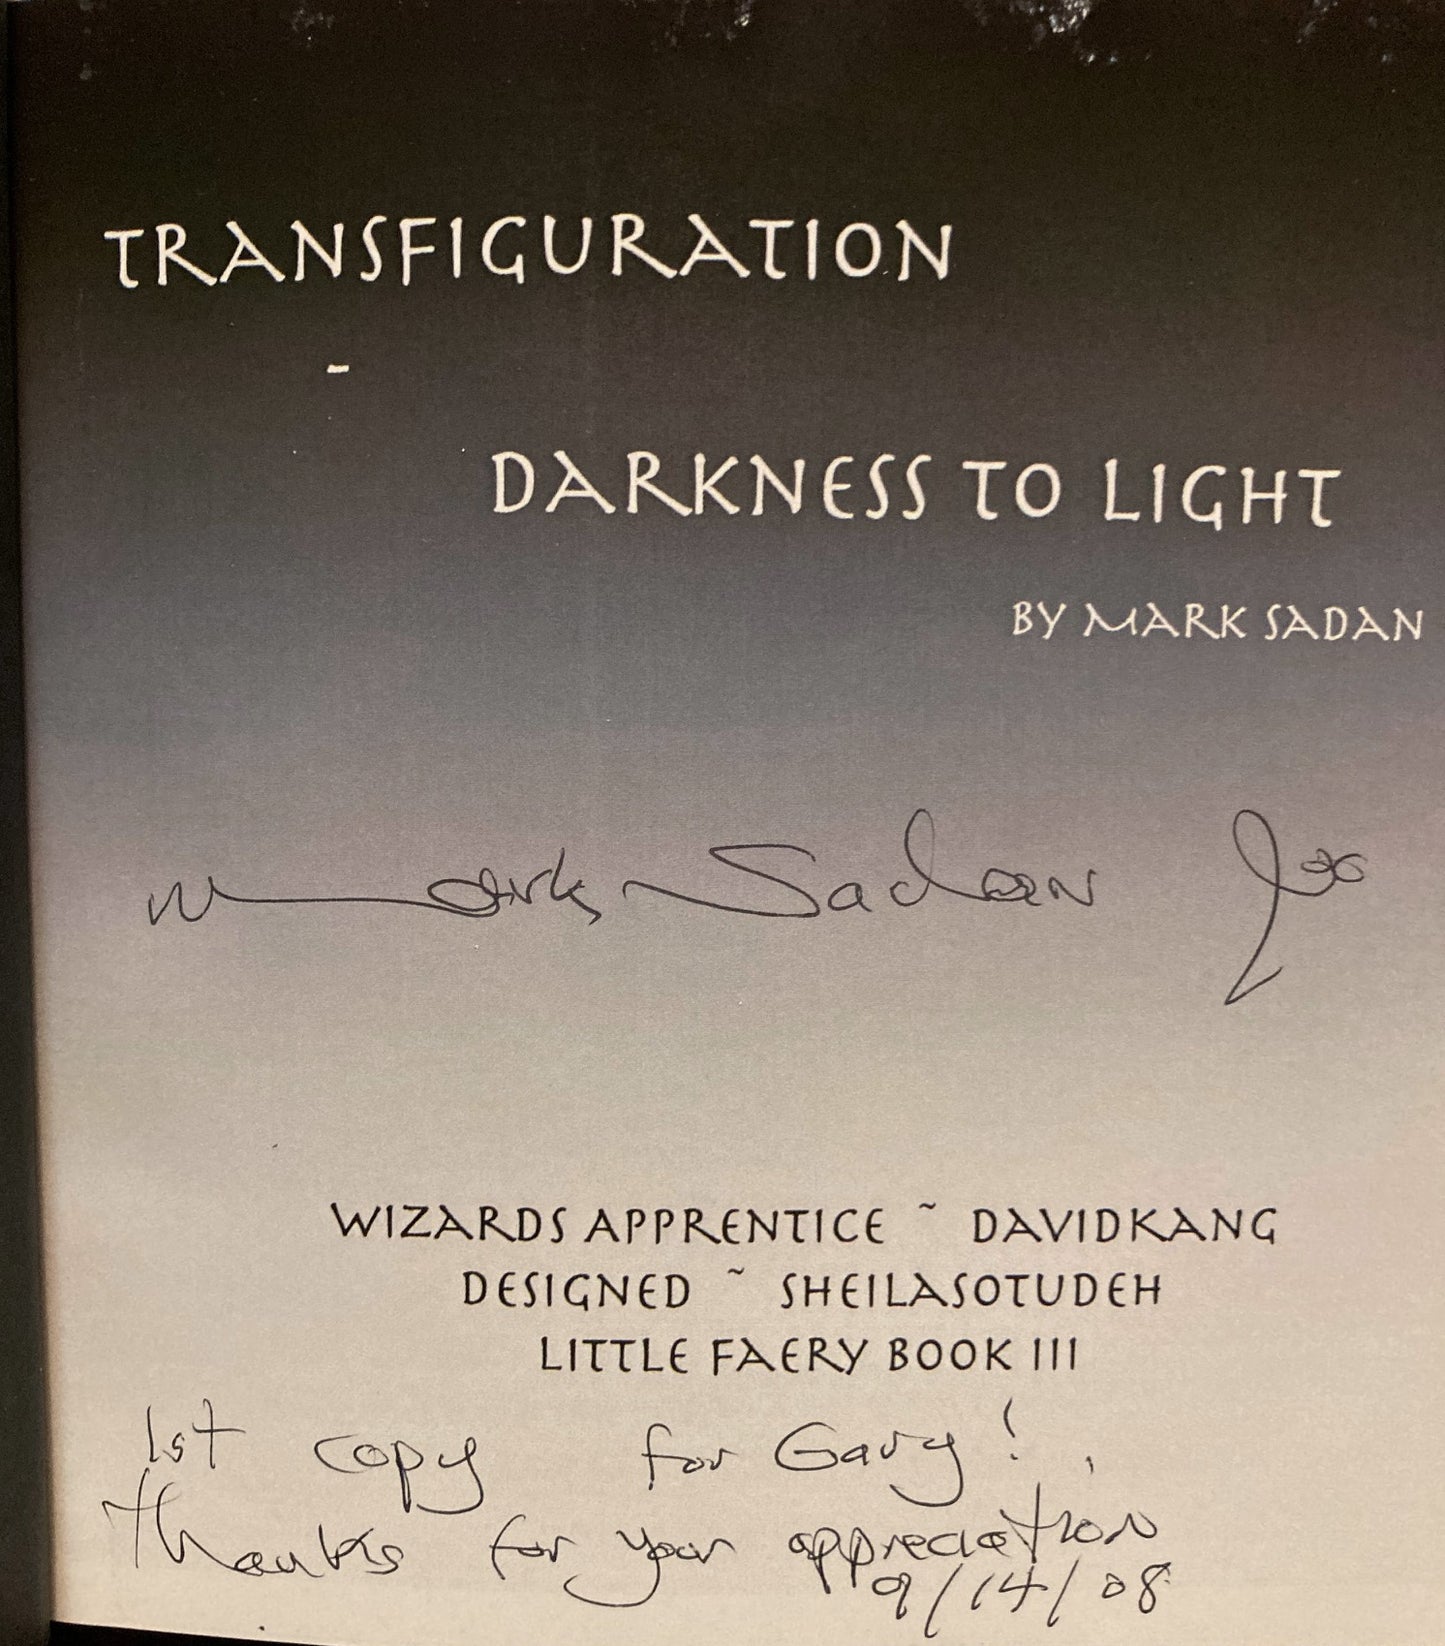 TRANSFIGURATION
-
DARKNESS TO LIGHT
BY MARK SADAN
Mark Sadan
WIZARDS APPRENTICE ~ DAVIDKANG
DESIGNED ~ SHEILASOTUDEH
LITTLE FAERY BOOK III
1st copy for Gary!
Thanks for your appreciation
9/14/08